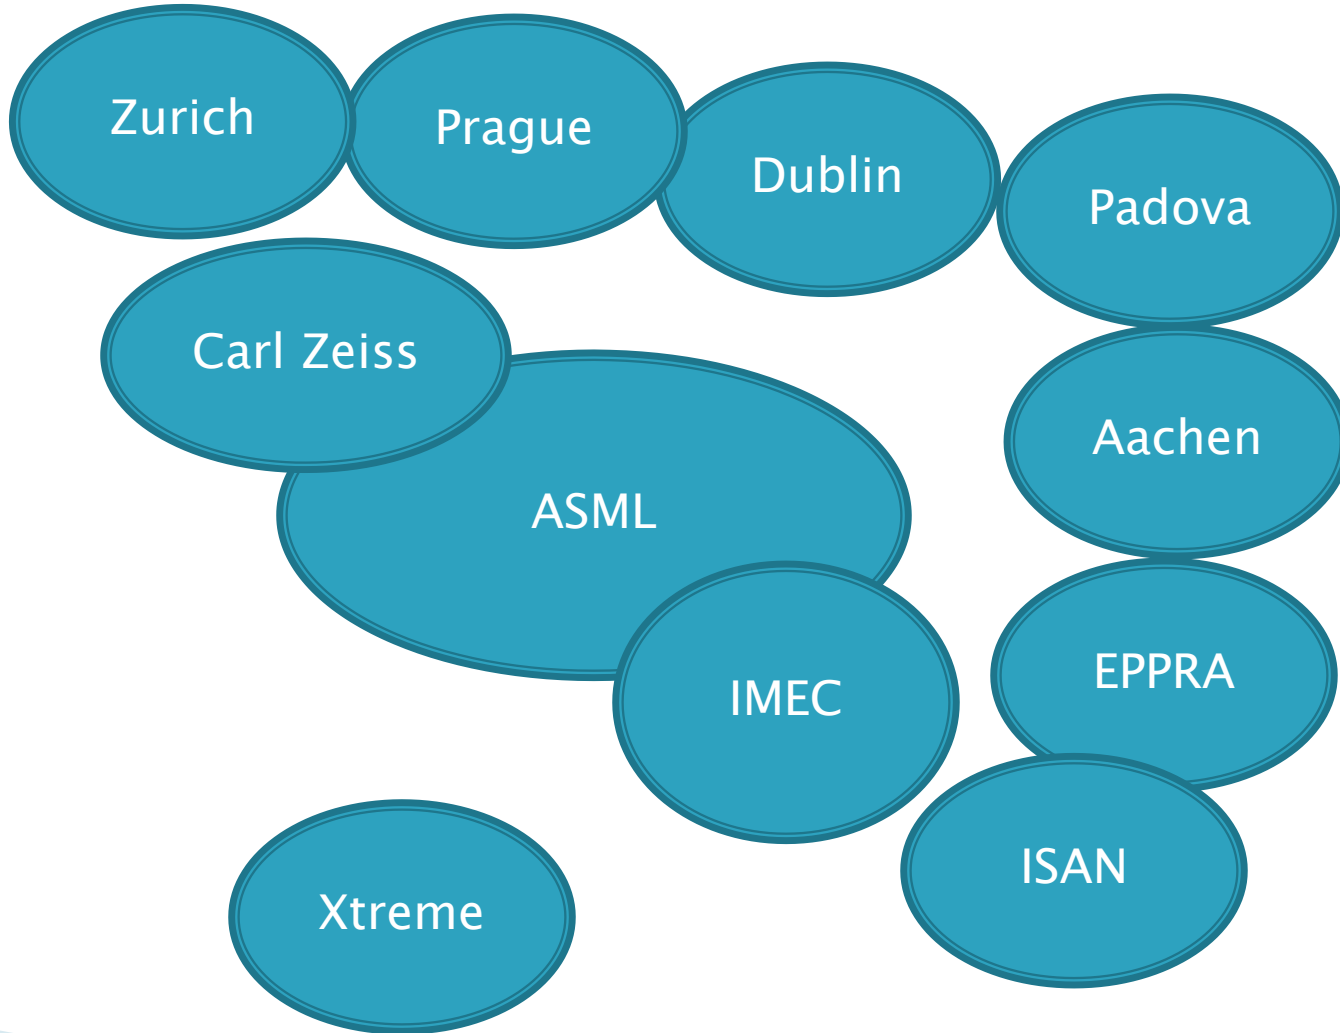 Zurich
Prague
Dublin
Padova
Carl Zeiss
Aachen
ASML
EPPRA
IMEC
ISAN
Xtreme